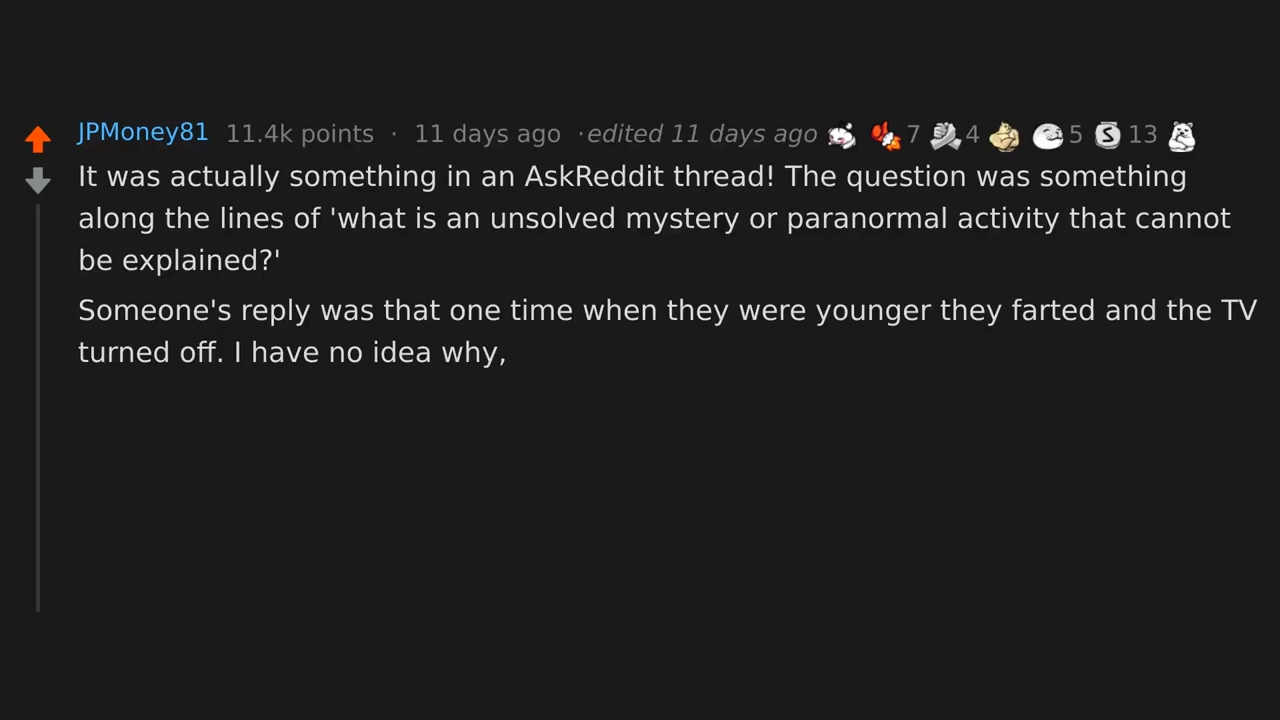 JPMoney81 11.4k points · 11 days ago ·edited 11 days ago 7 4 5 S 13
It was actually something in an AskReddit thread! The question was something
along the lines of 'what is an unsolved mystery or paranormal activity that cannot
be explained?'
Someone's reply was that one time when they were younger they farted and the TV
turned off. I have no idea why,